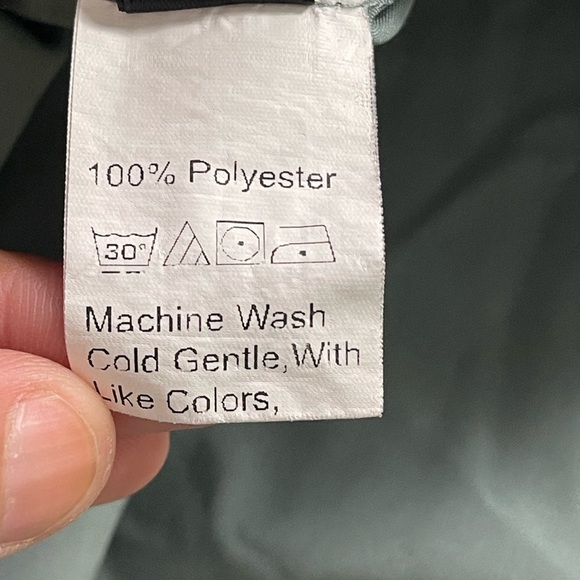 100% Polyester
30°
Machine Wash
Cold Gentle,With
Like Colors,